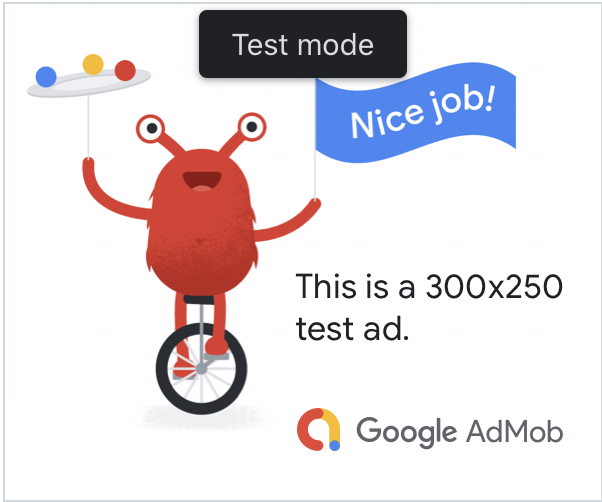 Test mode
Nice job!
This is a 300x250
test ad.
Google AdMob